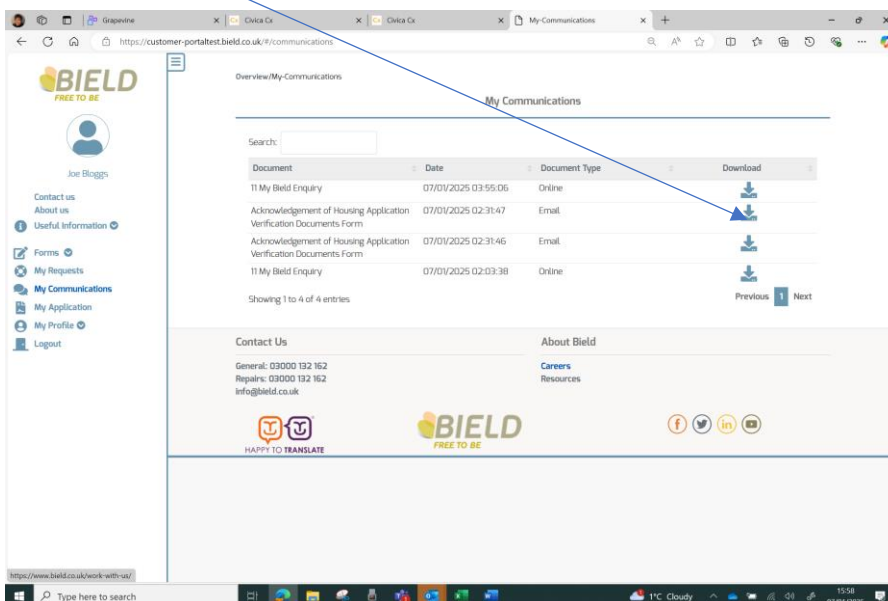 Grapevine
Civica Cx
Civica Cx
My-Communications
https://customer-portaltest.bield.co.uk/#/communications
BIELD
FREE TO BE
Joe Bloggs
Contact us
About us
Useful Information
Forms
My Requests
My Communications
My Application
My Profile
Logout
Overview/My-Communications
My Communications
Search:
Document Date Document Type Download
11 My Bield Enquiry 07/01/2025 03:55:06 Online
Acknowledgement of Housing Application 07/01/2025 02:31:47 Email
Verification Documents Form
Acknowledgement of Housing Application 07/01/2025 02:31:46 Email
Verification Documents Form
11 My Bield Enquiry 07/01/2025 02:03:38 Online
Showing 1 to 4 of 4 entries
Previous 1 Next
Contact Us
General: 03000 132 162
Repairs: 03000 132 162
info@bield.co.uk
About Bield
Careers
Resources
HAPPY TO TRANSLATE
BIELD
FREE TO BE
https://www.bield.co.uk/work-with-us/
Type here to search
1°C Cloudy
15:58